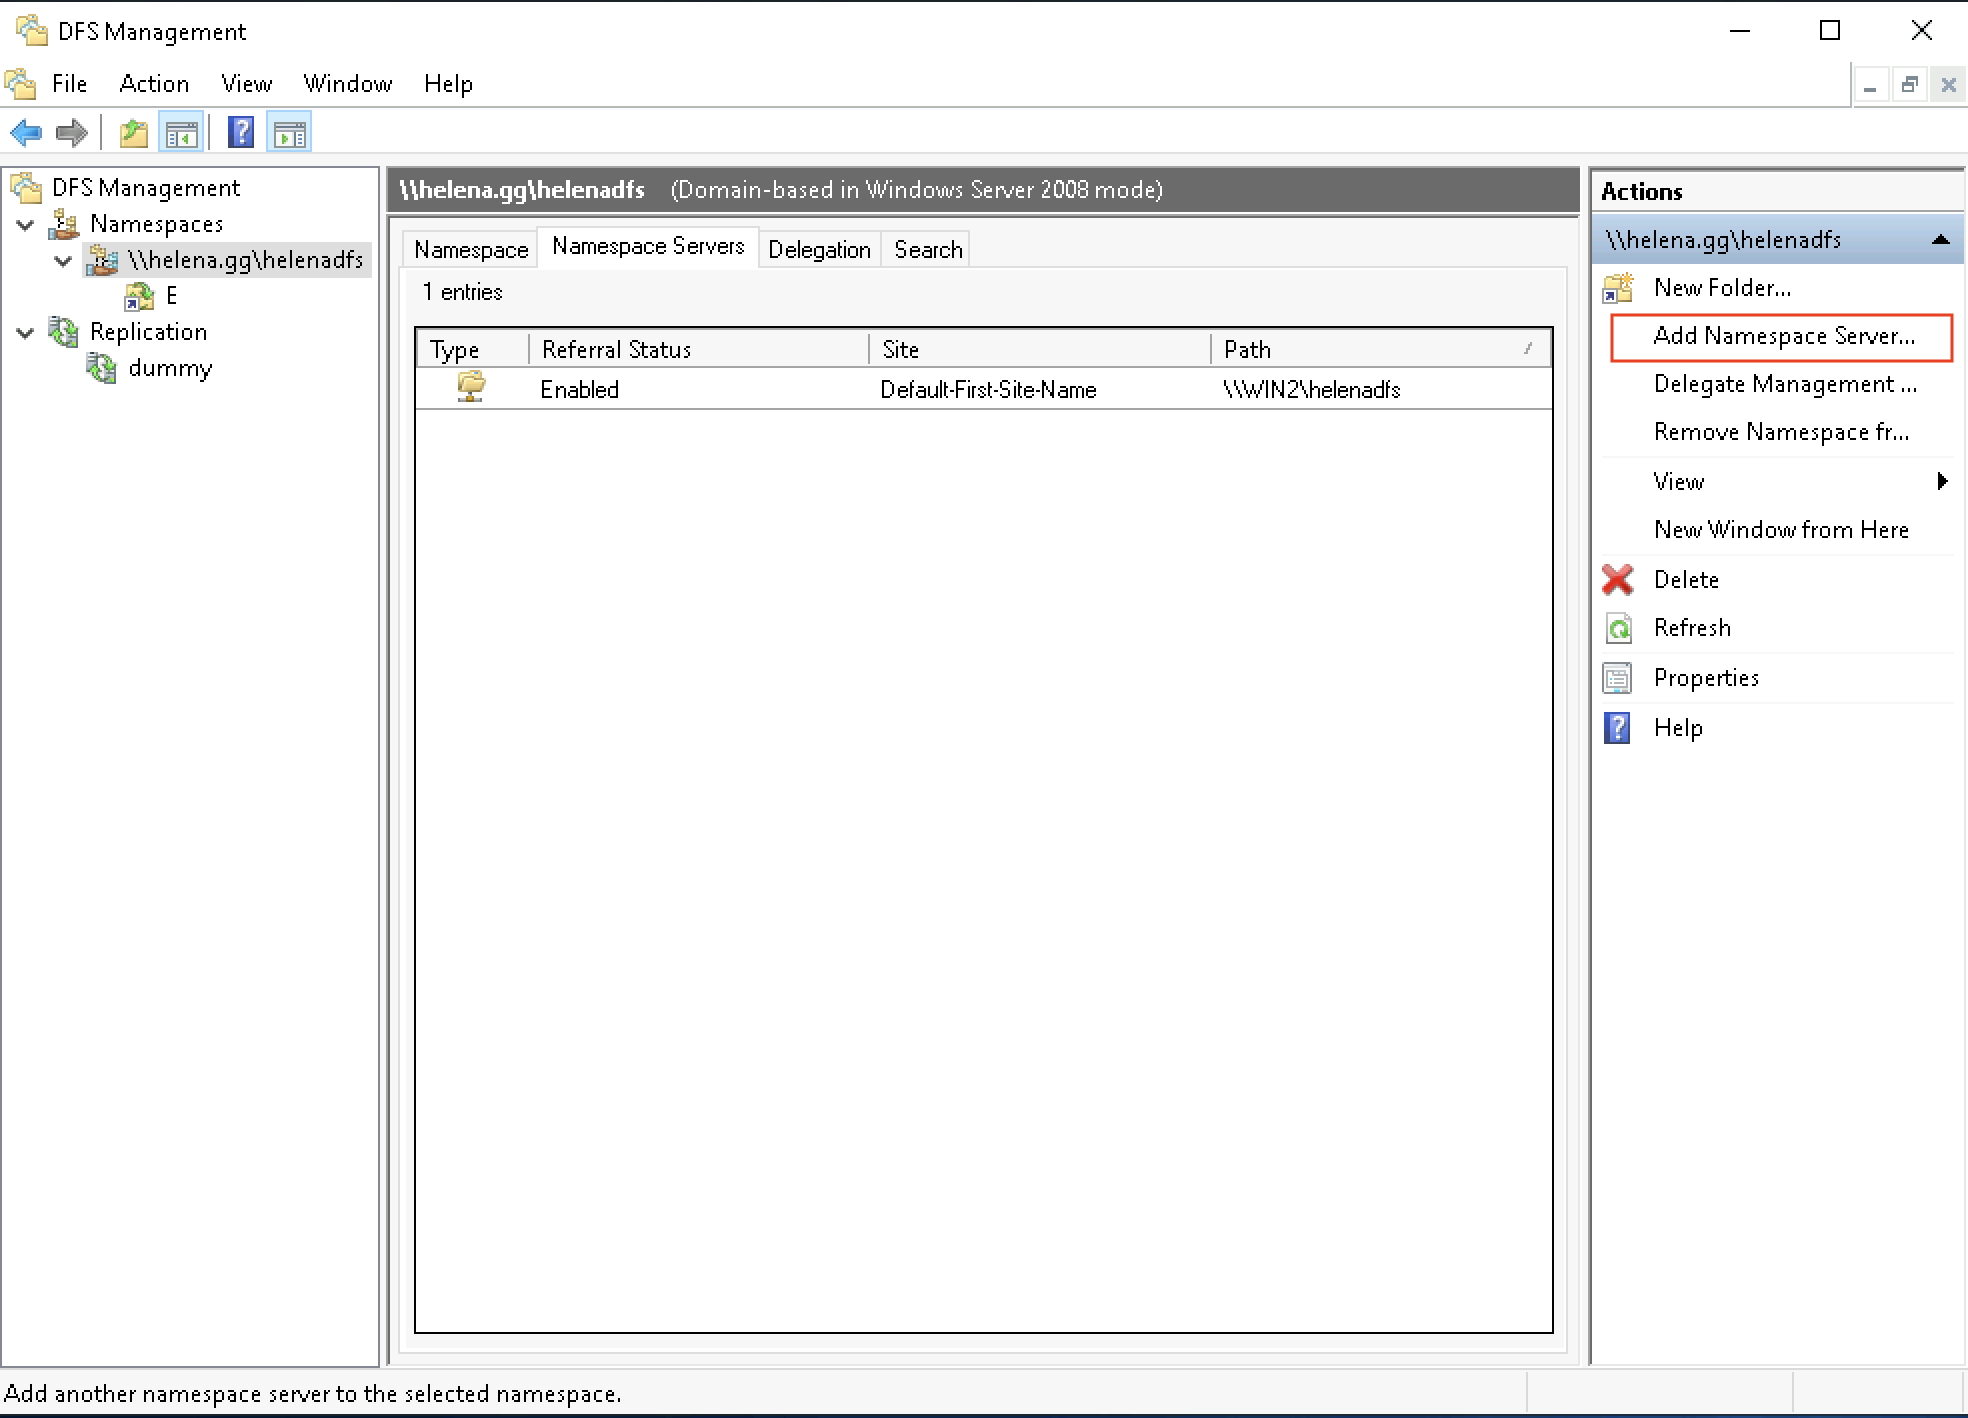 DFS Management
File Action View Window Help
DFS Management
Namespaces
\\helena.gg\helenadfs
E
Replication
dummy
\\helena.gg\helenadfs (Domain-based in Windows Server 2008 mode)
Namespace Namespace Servers Delegation Search
1 entries
Type Referral Status Site Path
Enabled Default-First-Site-Name \\WIN2\helenadfs
Actions
\\helena.gg\helenadfs
New Folder...
Add Namespace Server...
Delegate Management ...
Remove Namespace fr...
View
New Window from Here
Delete
Refresh
Properties
Help
Add another namespace server to the selected namespace.